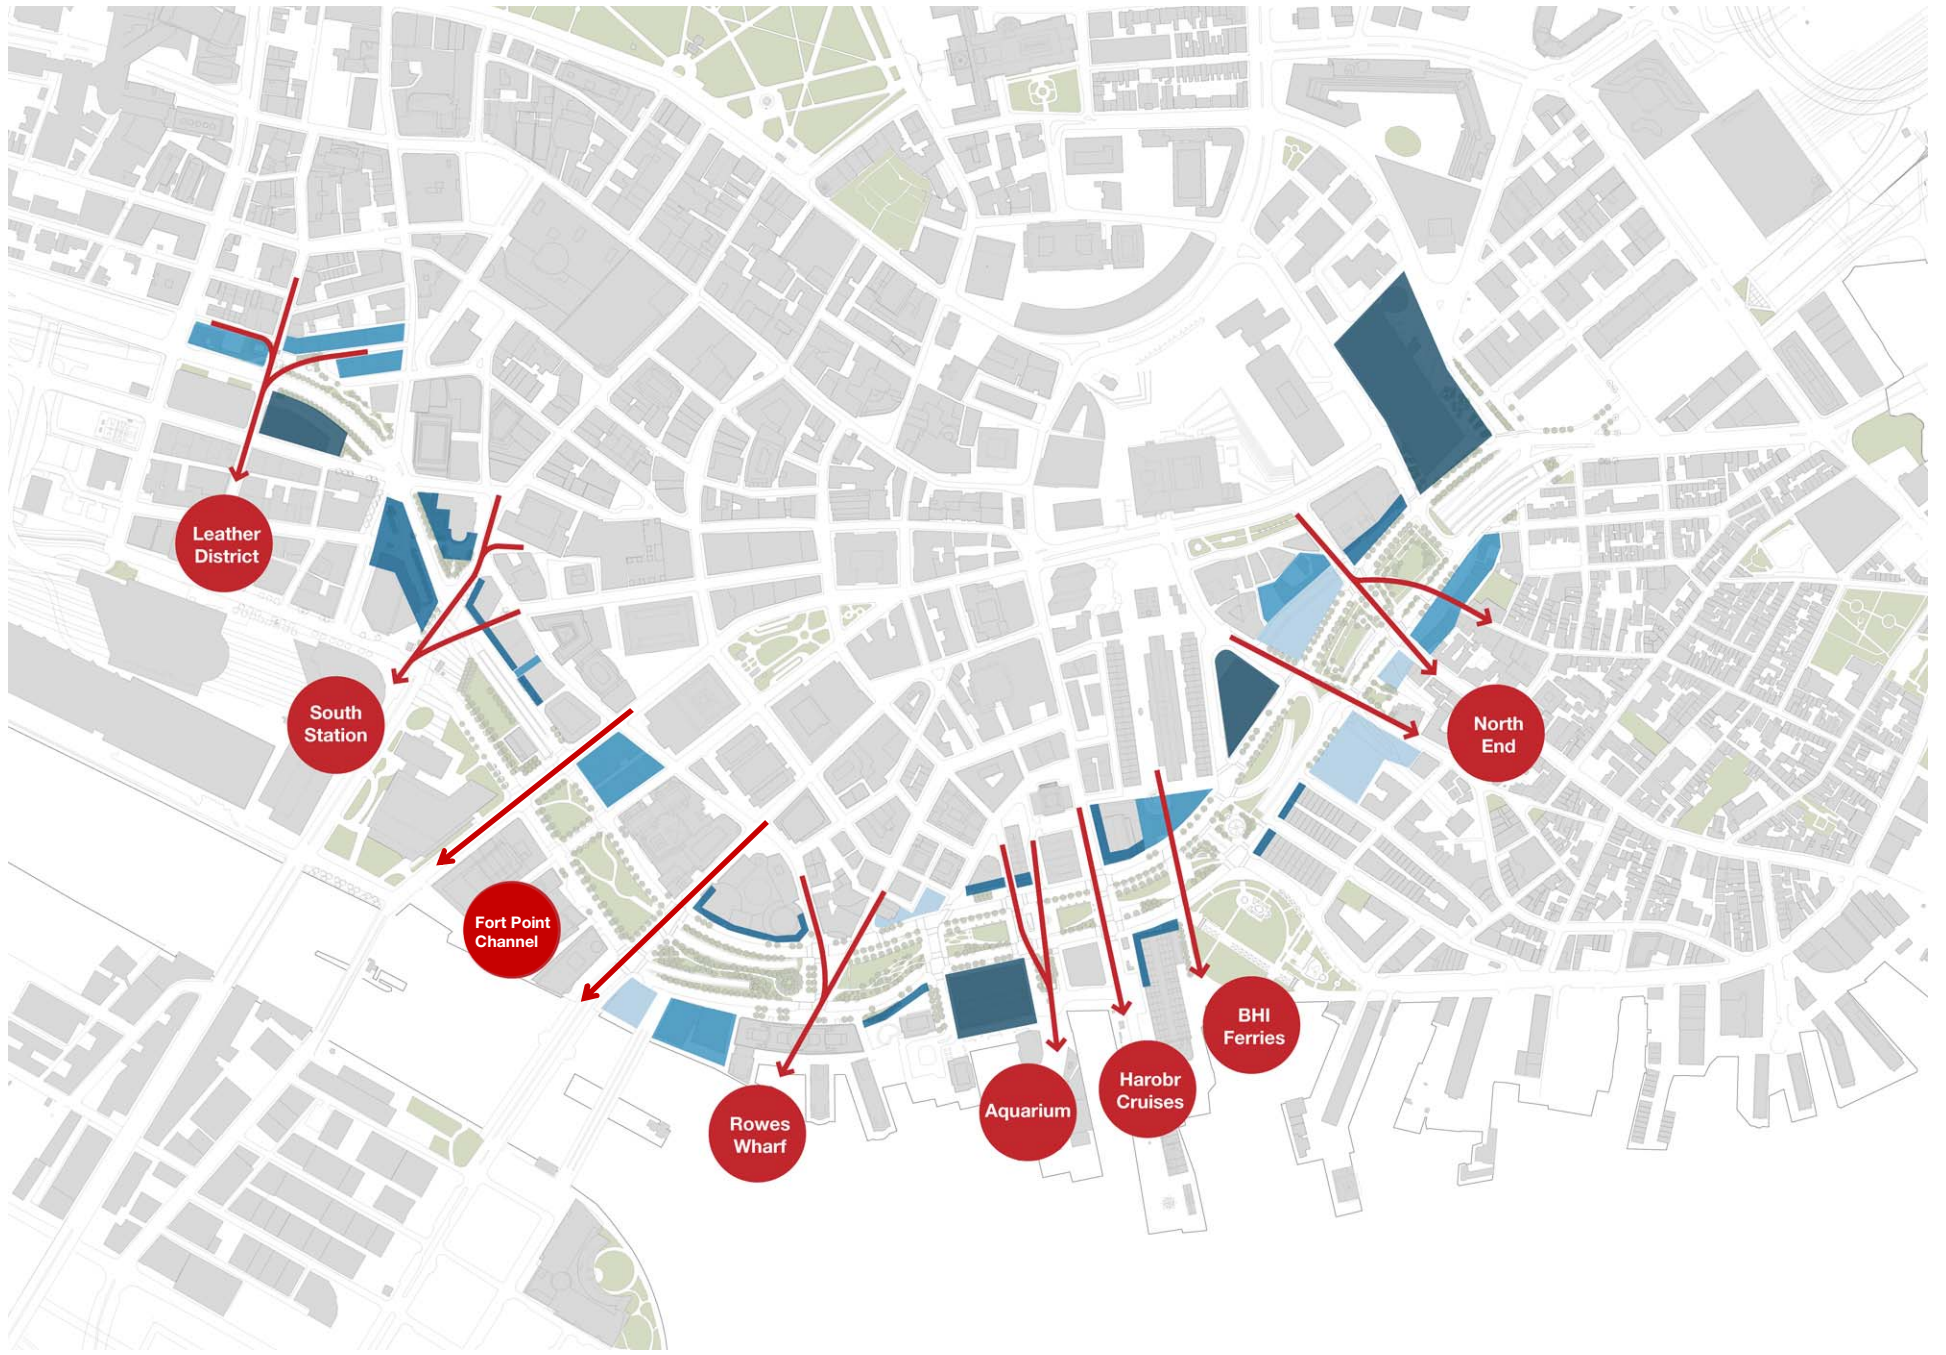 Leather
District
South
Station
Fort Point
Channel
Rowes
Wharf
Aquarium
Harobr
Cruises
BHI
Ferries
North
End